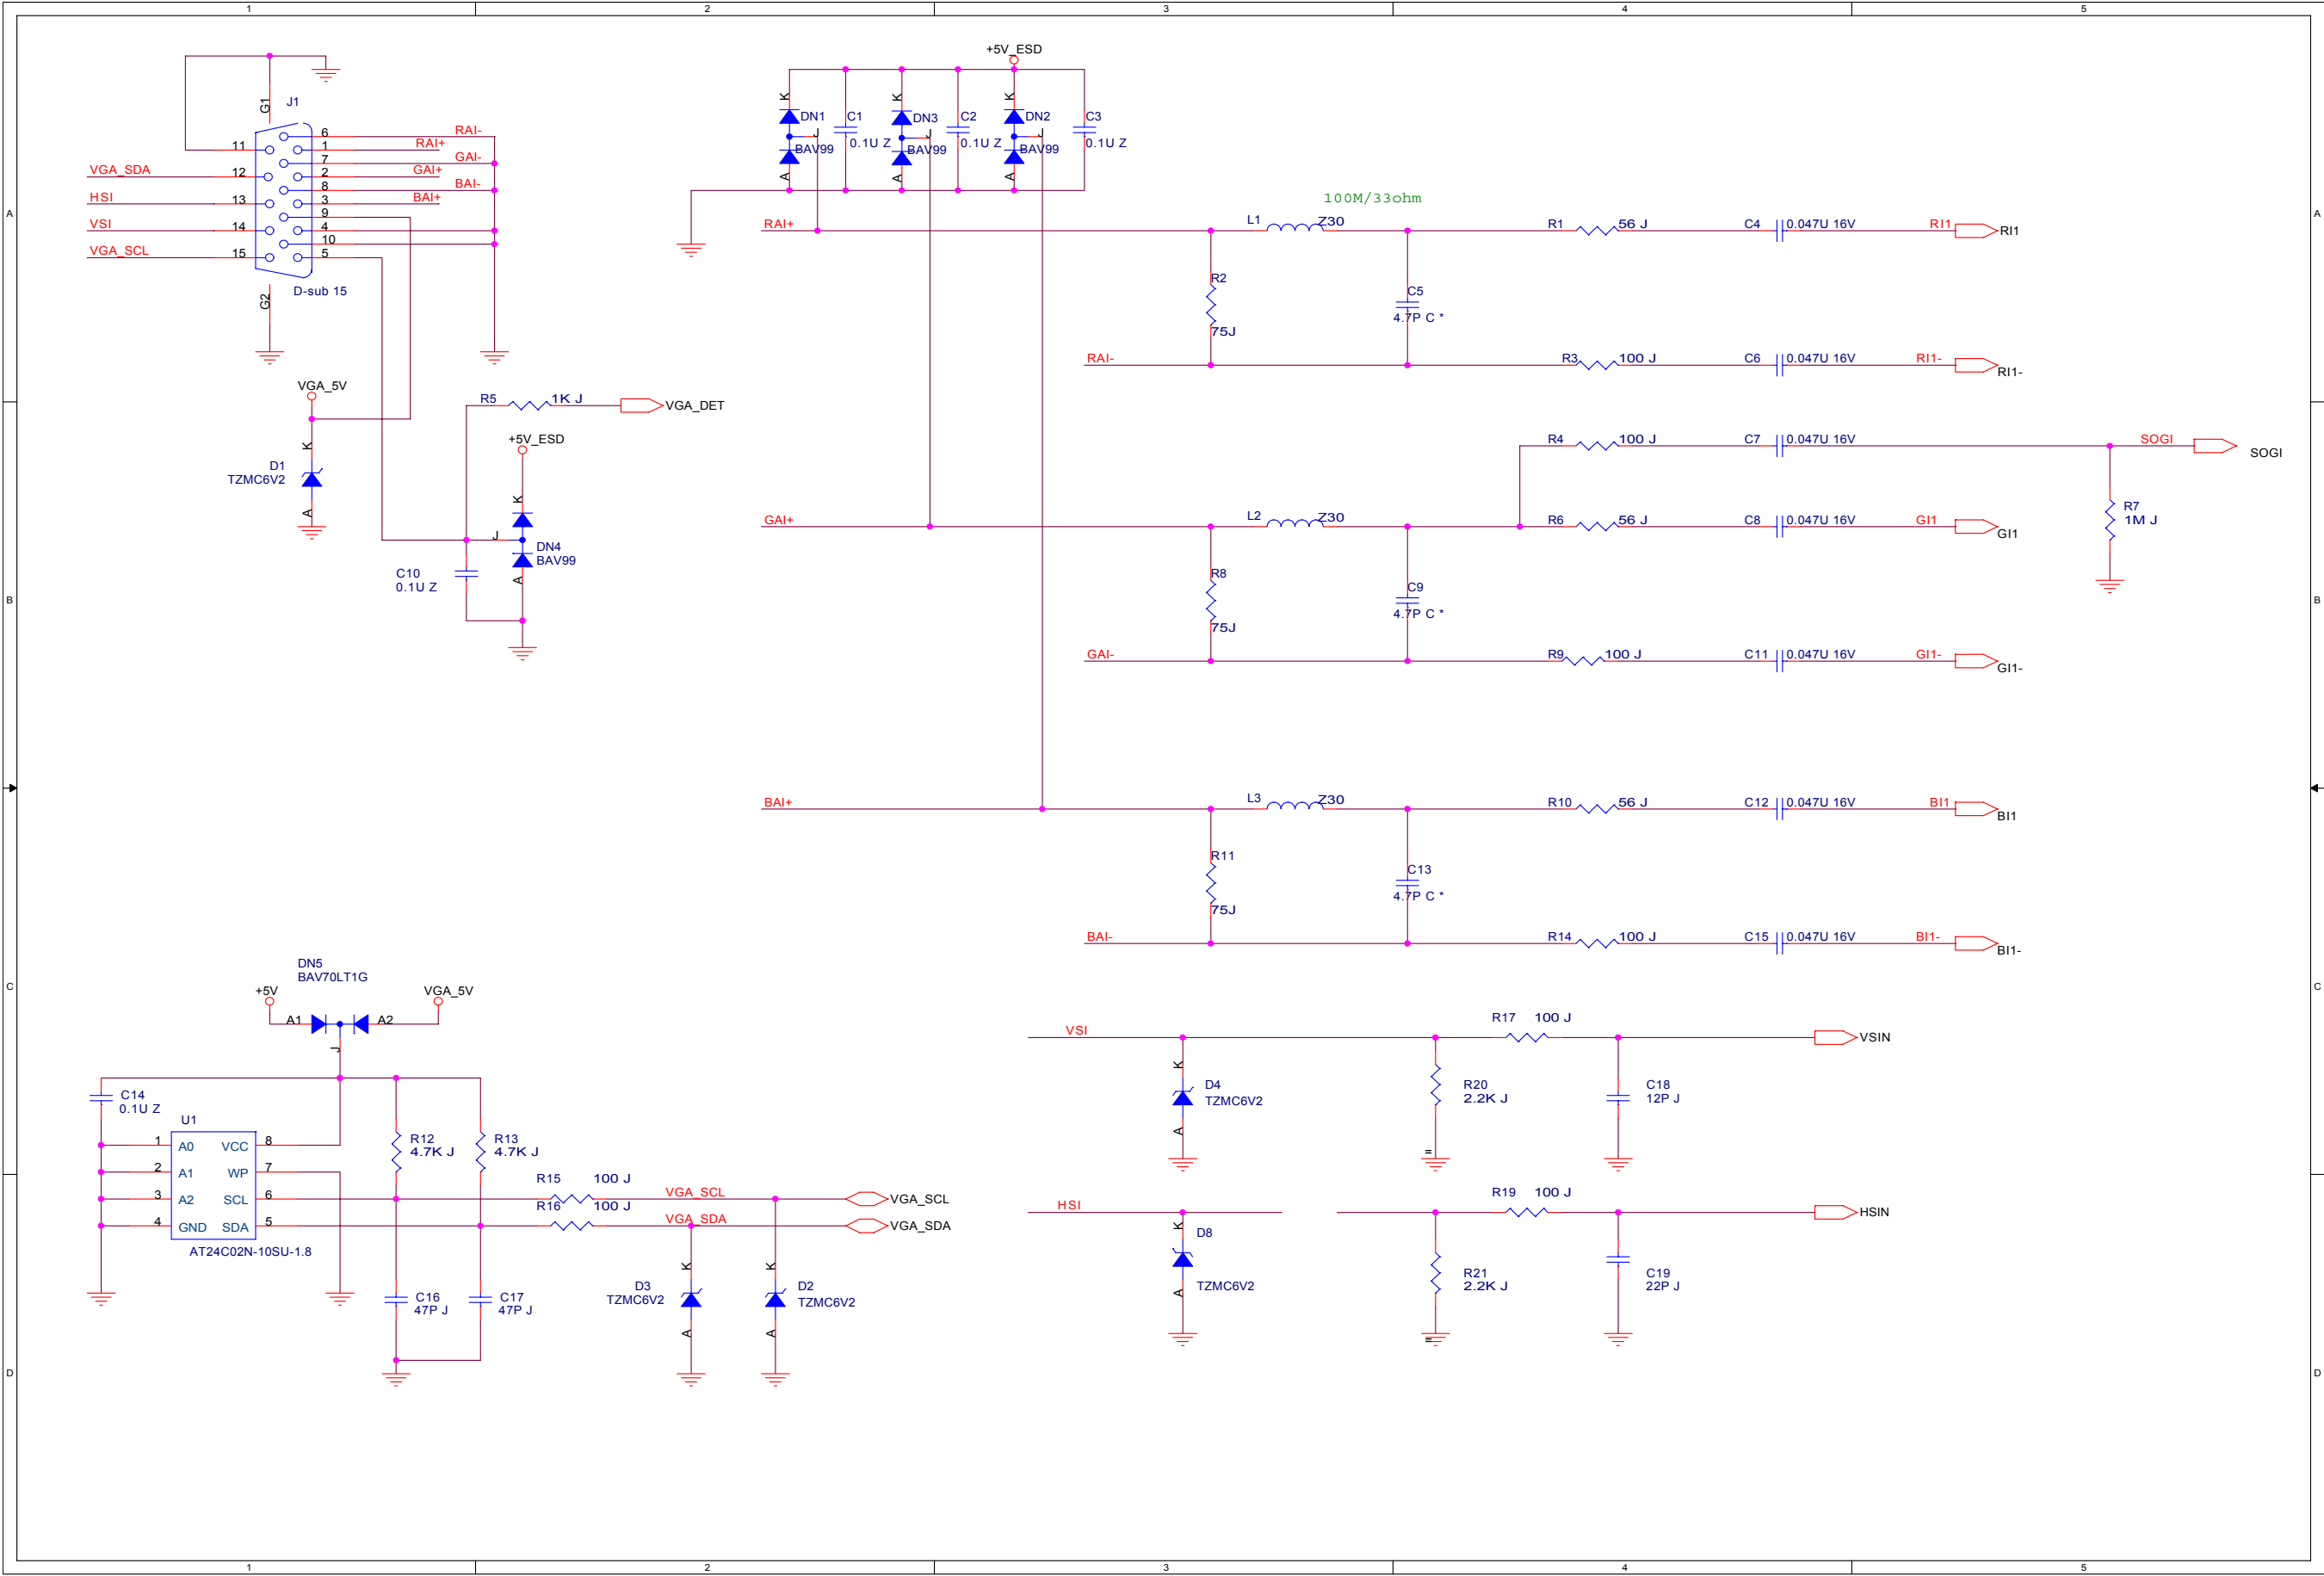 1 2 3 4 5
A
B
C
D
J1
G1
G2
D-sub 15
11
12
13
14
15
6
1
7
2
8
3
9
4
10
5
RAI-
RAI+
GAI-
GAI+
BAI-
BAI+
VGA_SDA
HSI
VSI
VGA_SCL
+5V_ESD
K
DN1
J
BAV99
A
C1
0.1U Z
K
DN3
J
BAV99
A
C2
0.1U Z
K
DN2
J
BAV99
A
C3
0.1U Z
100M/33ohm
RAI+
L1
Z30
R1
56 J
C4
0.047U 16V
RI1
RI1
R2
75J
C5
4.7P C *
RAI-
R3
100 J
C6
0.047U 16V
RI1-
RI1-
VGA_5V
K
D1
TZMC6V2
A
R5
1K J
VGA_DET
+5V_ESD
K
J
DN4
BAV99
A
C10
0.1U Z
R4
100 J
C7
0.047U 16V
SOGI
SOGI
R7
1M J
GAI+
L2
Z30
R6
56 J
C8
0.047U 16V
GI1
GI1
R8
75J
C9
4.7P C *
GAI-
R9
100 J
C11
0.047U 16V
GI1-
GI1-
BAI+
L3
Z30
R10
56 J
C12
0.047U 16V
BI1
BI1
R11
75J
C13
4.7P C *
BAI-
R14
100 J
C15
0.047U 16V
BI1-
BI1-
DN5
BAV70LT1G
+5V
VGA_5V
A1
A2
J
C14
0.1U Z
U1
1 A0 VCC 8
2 A1 WP 7
3 A2 SCL 6
4 GND SDA 5
AT24C02N-10SU-1.8
R12
4.7K J
R13
4.7K J
R15 100 J
R16 100 J
VGA_SCL
VGA_SCL
VGA_SDA
VGA_SDA
C16
47P J
C17
47P J
K
D3
TZMC6V2
A
K
D2
TZMC6V2
A
VSI
K
D4
TZMC6V2
A
R17 100 J
VSIN
R20
2.2K J
=
C18
12P J
HSI
K
D8
TZMC6V2
A
R19 100 J
HSIN
R21
2.2K J
=
C19
22P J
A
B
C
D
1 2 3 4 5